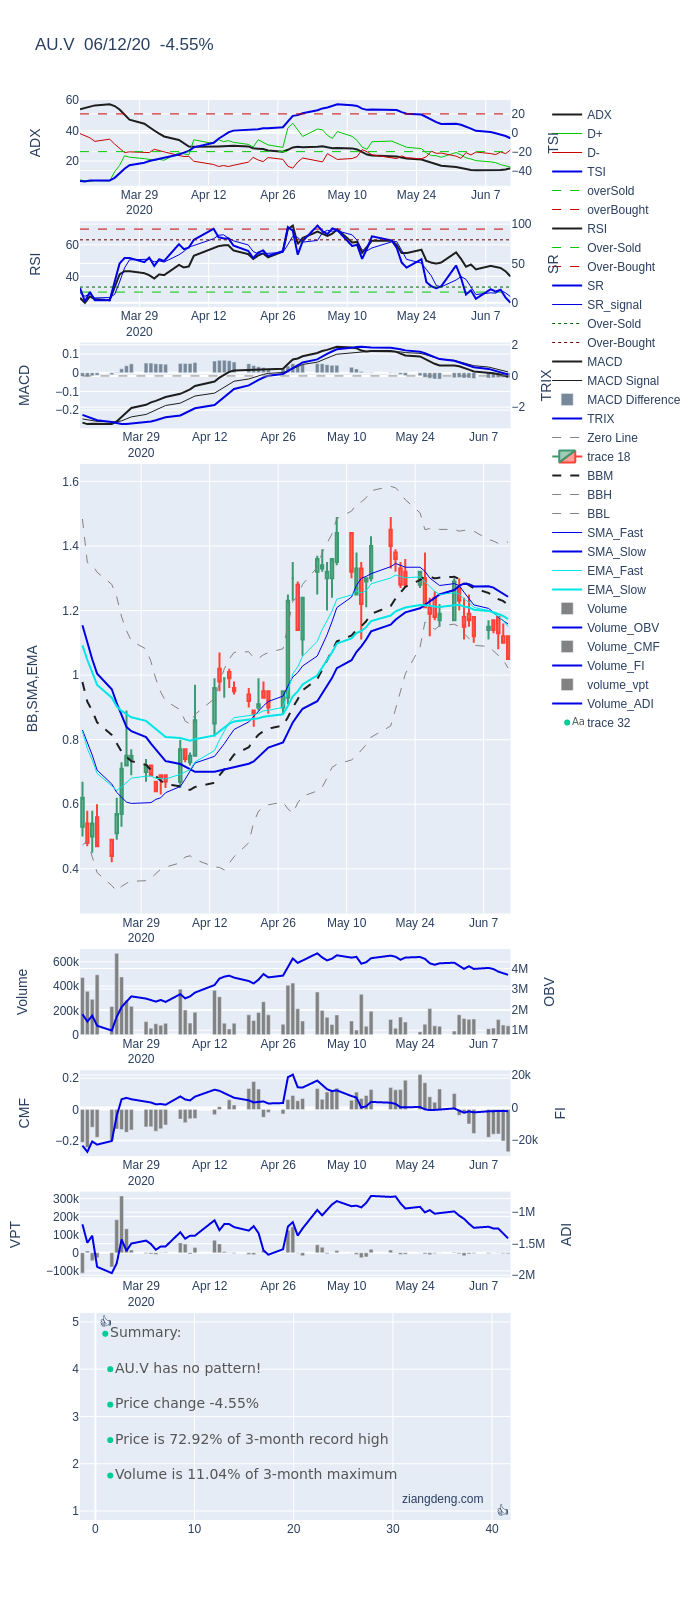 AU.V  06/12/20  -4.55%
60
40
20
ADX
20
0
−20
−40
TSI
Mar 29
2020
Apr 12
Apr 26
May 10
May 24
Jun 7
60
40
RSI
100
50
0
SR
Mar 29
2020
Apr 12
Apr 26
May 10
May 24
Jun 7
0.1
0
−0.1
−0.2
MACD
2
0
−2
TRIX
Mar 29
2020
Apr 12
Apr 26
May 10
May 24
Jun 7
1.6
1.4
1.2
1
0.8
0.6
0.4
BB,SMA,EMA
Mar 29
2020
Apr 12
Apr 26
May 10
May 24
Jun 7
600k
400k
200k
0
Volume
4M
3M
2M
1M
OBV
Mar 29
2020
Apr 12
Apr 26
May 10
May 24
Jun 7
0.2
0
−0.2
CMF
20k
0
−20k
FI
Mar 29
2020
Apr 12
Apr 26
May 10
May 24
Jun 7
300k
200k
100k
0
−100k
VPT
−1M
−1.5M
−2M
ADI
Mar 29
2020
Apr 12
Apr 26
May 10
May 24
Jun 7
5
4
3
2
1
👍
Summary:
AU.V has no pattern!
Price change -4.55%
Price is 72.92% of 3-month record high
Volume is 11.04% of 3-month maximum
ziangdeng.com
👍
0
10
20
30
40
ADX
D+
D-
TSI
overSold
overBought
RSI
Over-Sold
Over-Bought
SR
SR_signal
Over-Sold
Over-Bought
MACD
MACD Signal
MACD Difference
TRIX
Zero Line
trace 18
BBM
BBH
BBL
SMA_Fast
SMA_Slow
EMA_Fast
EMA_Slow
Volume
Volume_OBV
Volume_CMF
Volume_FI
volume_vpt
Volume_ADI
Aa trace 32